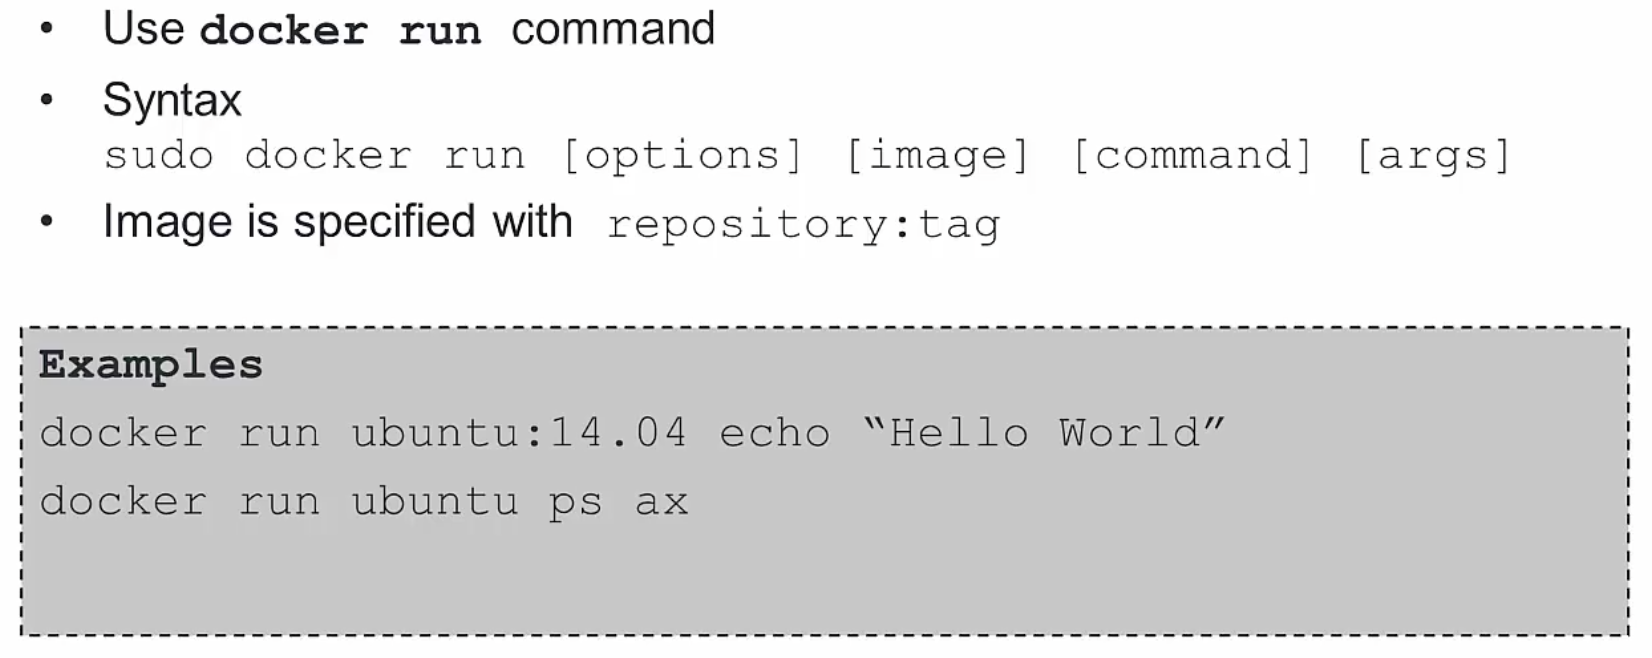 • Use docker run command
• Syntax
sudo docker run [options] [image] [command] [args]
• Image is specified with repository:tag
Examples
docker run ubuntu:14.04 echo “Hello World”
docker run ubuntu ps ax